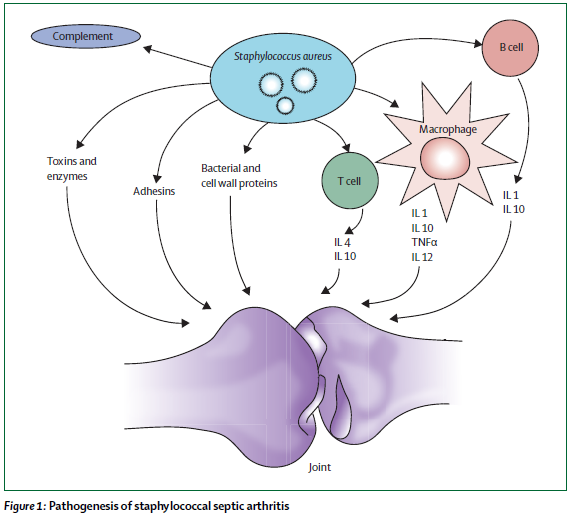 Complement
Staphylococcus aureus
B cell
Macrophage
Toxins and
enzymes
Adhesins
Bacterial and
cell wall proteins
T cell
IL 4
IL 10
IL 1
IL 10
TNFα
IL 12
IL 1
IL 10
Joint
Figure 1: Pathogenesis of staphylococcal septic arthritis